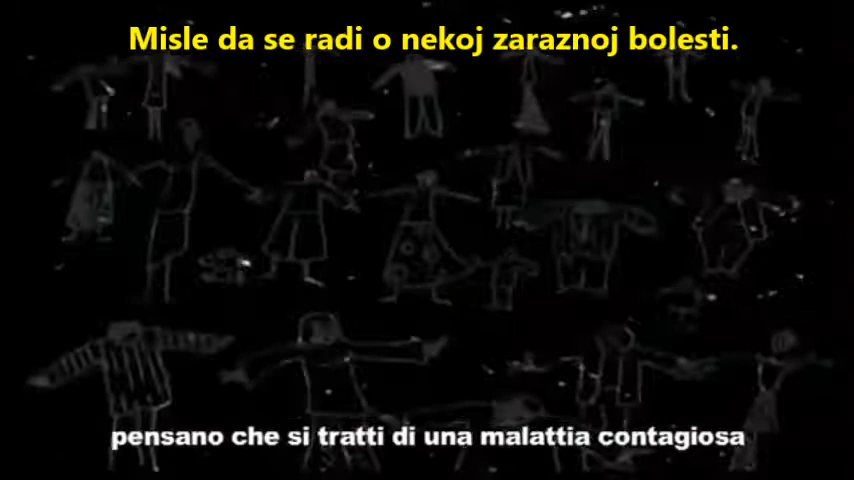 Misle da se radi o nekoj zaraznoj bolesti.
pensano che si tratti di una malattia contagiosa